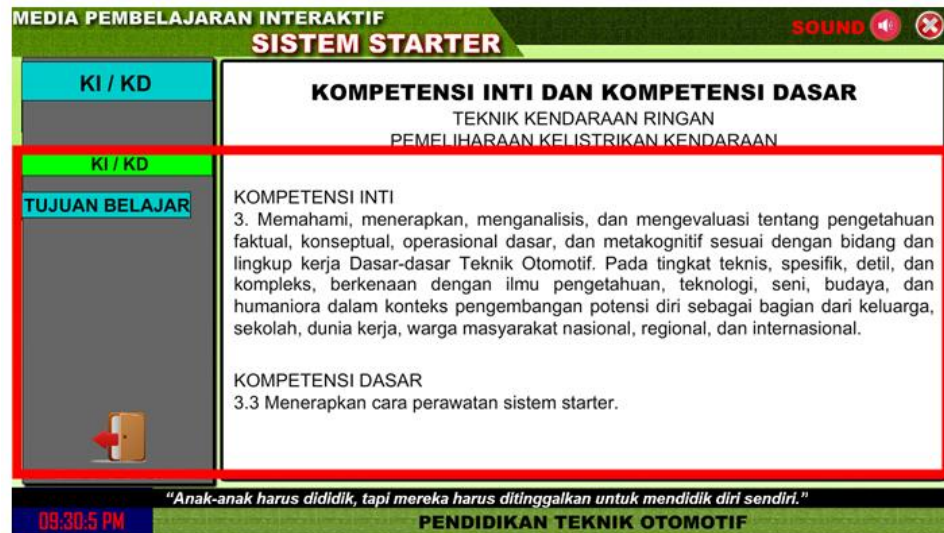 MEDIA PEMBELAJARAN INTERAKTIF
SISTEM STARTER
SOUND
KI / KD
KI / KD
TUJUAN BELAJAR
KOMPETENSI INTI DAN KOMPETENSI DASAR
TEKNIK KENDARAAN RINGAN
PEMELIHARAAN KELISTRIKAN KENDARAAN
KOMPETENSI INTI
3. Memahami, menerapkan, menganalisis, dan mengevaluasi tentang pengetahuan
faktual, konseptual, operasional dasar, dan metakognitif sesuai dengan bidang dan
lingkup kerja Dasar-dasar Teknik Otomotif. Pada tingkat teknis, spesifik, detil, dan
kompleks, berkenaan dengan ilmu pengetahuan, teknologi, seni, budaya, dan
humaniora dalam konteks pengembangan potensi diri sebagai bagian dari keluarga,
sekolah, dunia kerja, warga masyarakat nasional, regional, dan internasional.
KOMPETENSI DASAR
3.3 Menerapkan cara perawatan sistem starter.
“Anak-anak harus dididik, tapi mereka harus ditinggalkan untuk mendidik diri sendiri.”
09:30:5 PM
PENDIDIKAN TEKNIK OTOMOTIF